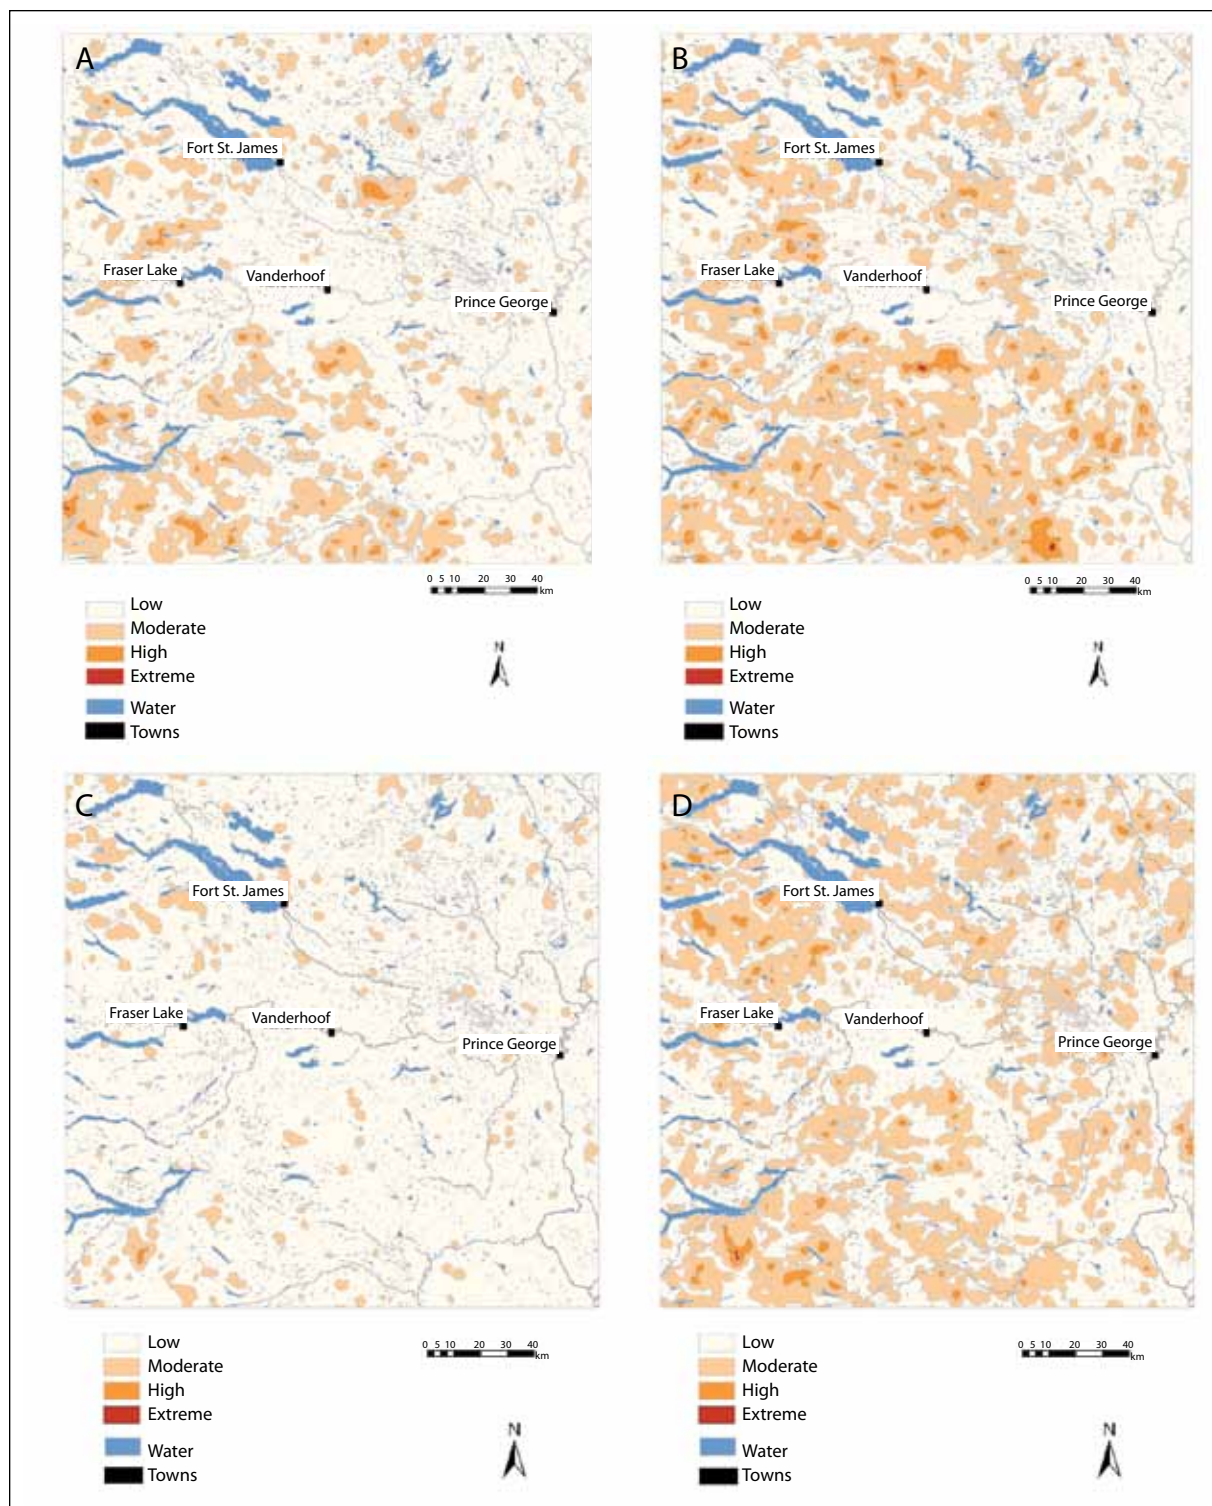 A
Fort St. James
Fraser Lake
Vanderhoof
Prince George
0 5 10 20 30 40
km
Low
Moderate
High
Extreme
Water
Towns
N
B
Fort St. James
Fraser Lake
Vanderhoof
Prince George
0 5 10 20 30 40
km
Low
Moderate
High
Extreme
Water
Towns
N
C
Fort St. James
Fraser Lake
Vanderhoof
Prince George
0 5 10 20 30 40
km
Low
Moderate
High
Extreme
Water
Towns
N
D
Fort St. James
Fraser Lake
Vanderhoof
Prince George
0 5 10 20 30 40
km
Low
Moderate
High
Extreme
Water
Towns
N